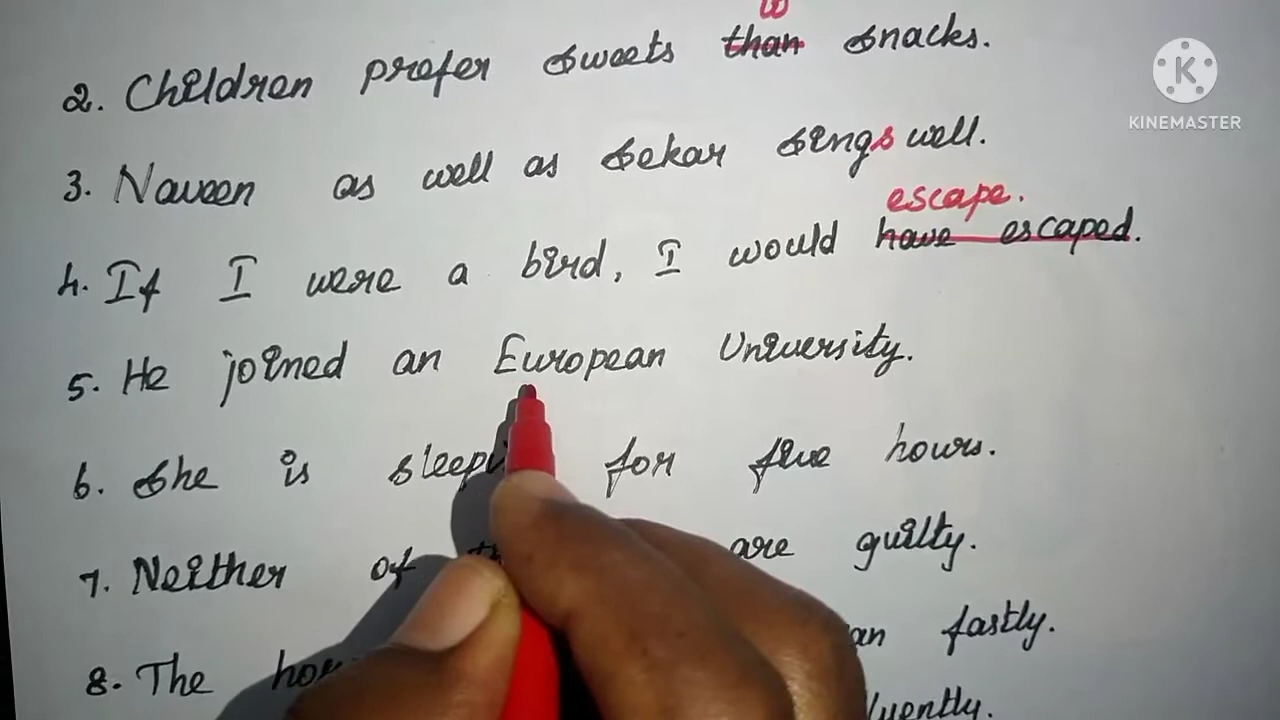 to
2. Children prefer sweets than snacks.
3. Naveen as well as Sekar sings well.
escape.
4. If I were a bird, I would have escaped.
5. He joined an European University.
6. She is for five hours.
7. Neither of are guilty.
8. The fastly.
KINEMASTER